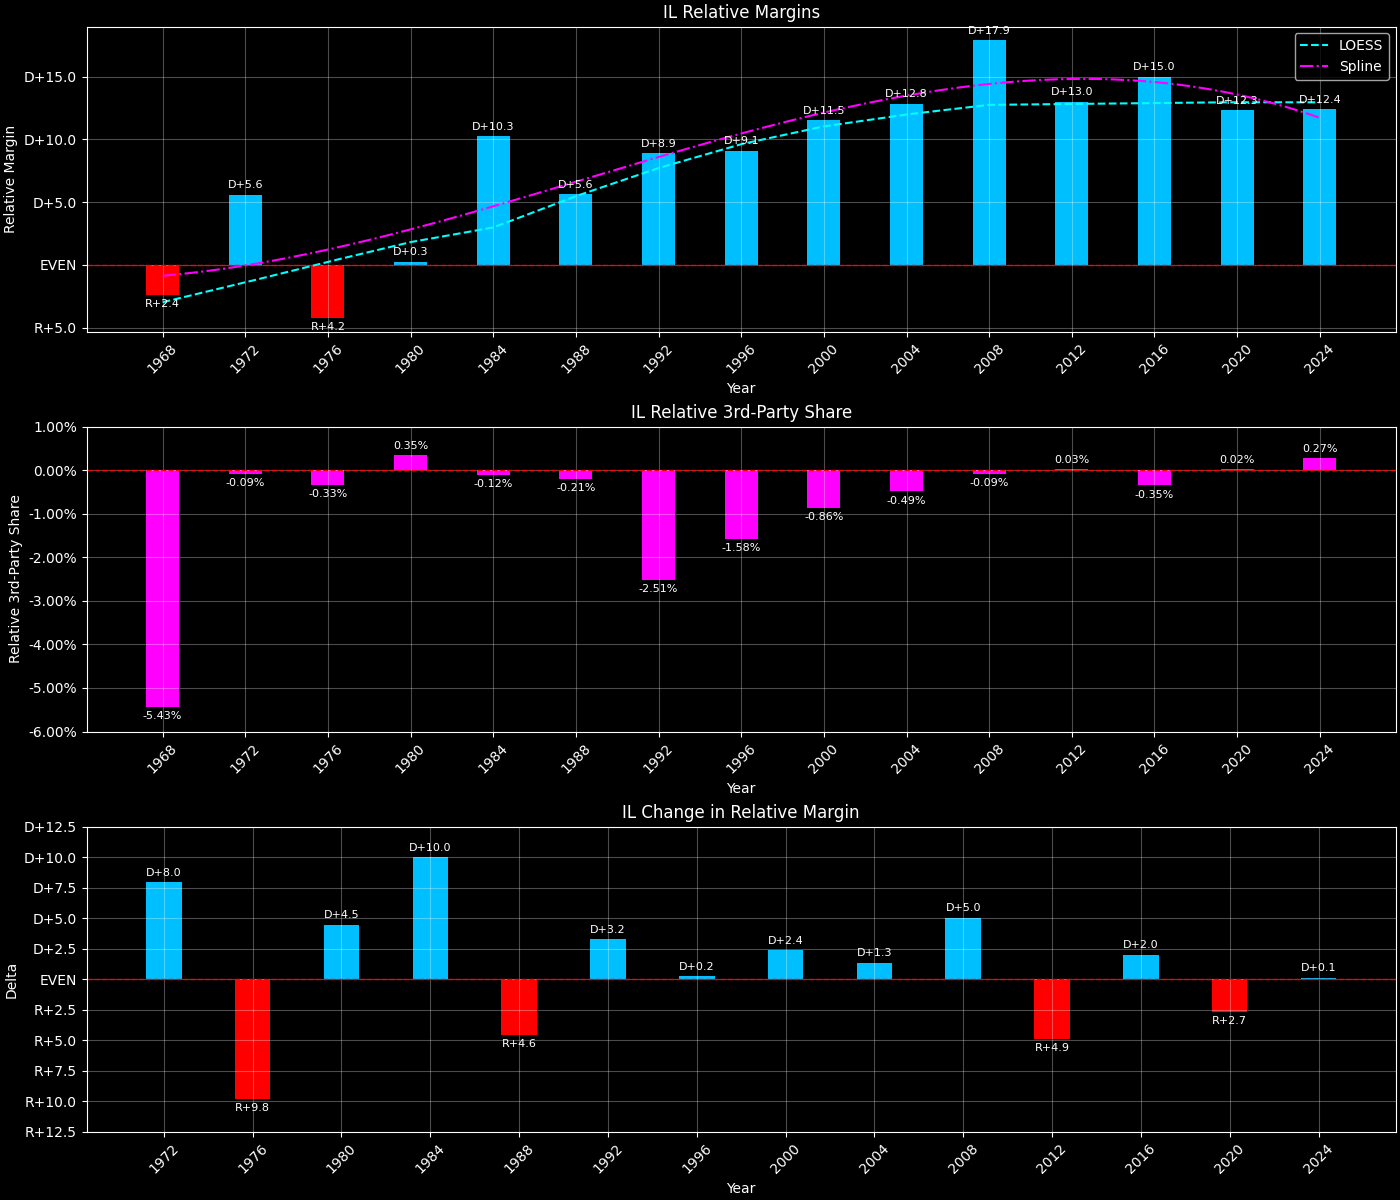 IL Relative Margins
D+17.9
LOESS
Spline
D+15.0
D+15.0
D+13.0
D+12.8
D+12.3
D+12.4
D+11.5
D+10.3
D+10.0
D+9.1
D+8.9
D+5.6
D+5.6
D+5.0
D+0.3
EVEN
R+2.4
R+4.2
R+5.0
Relative Margin
1968 1972 1976 1980 1984 1988 1992 1996 2000 2004 2008 2012 2016 2020 2024
Year
IL Relative 3rd-Party Share
1.00%
0.35%
0.03%
0.02%
0.27%
0.00%
-0.09%
-0.33%
-0.12%
-0.21%
-0.86%
-0.49%
-0.09%
-0.35%
-1.00%
-1.58%
-2.00%
-2.51%
-3.00%
-4.00%
-5.00%
-5.43%
-6.00%
Relative 3rd-Party Share
1968 1972 1976 1980 1984 1988 1992 1996 2000 2004 2008 2012 2016 2020 2024
Year
IL Change in Relative Margin
D+12.5
D+10.0
D+10.0
D+8.0
D+7.5
D+5.0
D+4.5
D+5.0
D+3.2
D+2.5
D+0.2
D+2.4
D+1.3
D+2.0
D+0.1
EVEN
R+2.5
R+2.7
R+5.0
R+4.6
R+4.9
R+7.5
R+10.0
R+9.8
R+12.5
Delta
1972 1976 1980 1984 1988 1992 1996 2000 2004 2008 2012 2016 2020 2024
Year